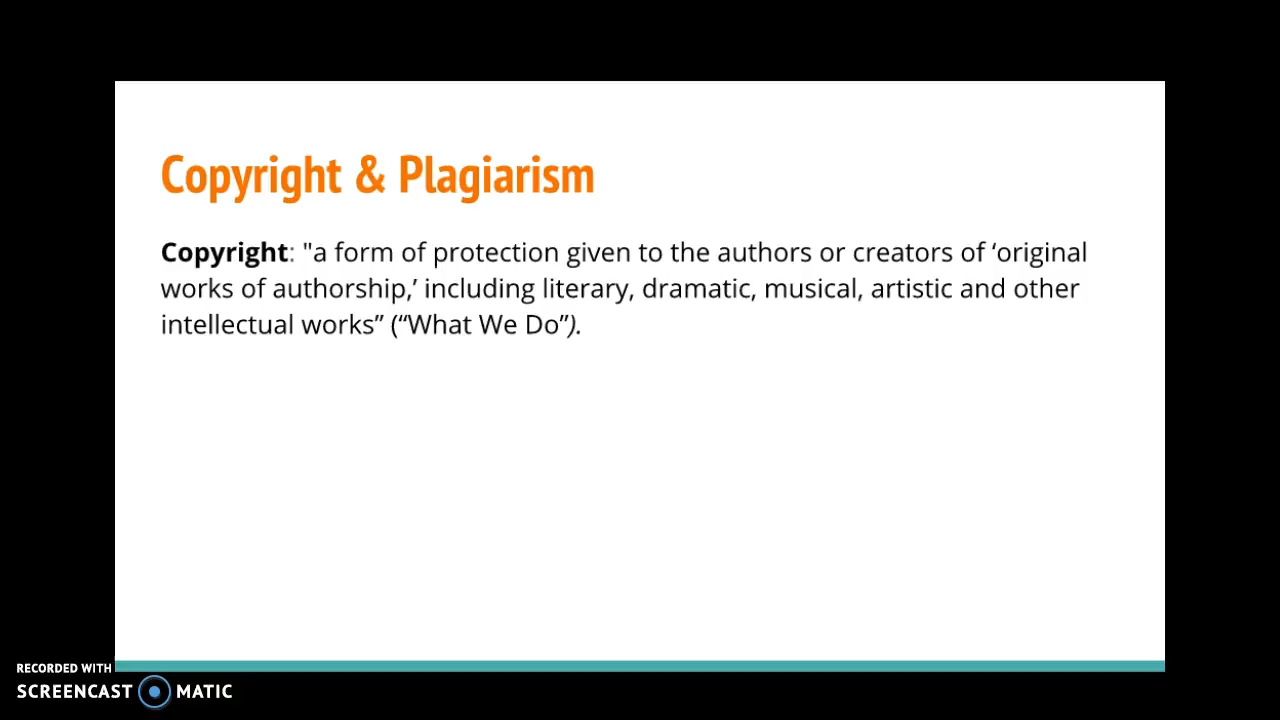 Copyright & Plagiarism
Copyright: "a form of protection given to the authors or creators of ‘original
works of authorship,’ including literary, dramatic, musical, artistic and other
intellectual works” (“What We Do”).
RECORDED WITH
SCREENCAST MATIC